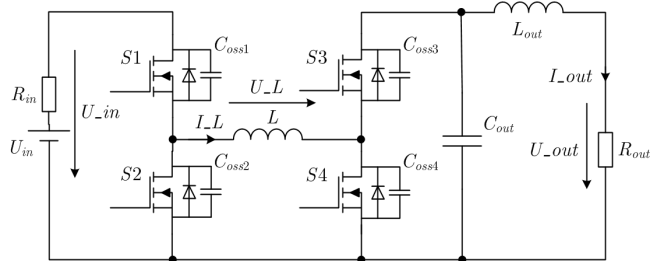 S1
C_oss1
S3
C_oss3
L_out
R_in
U_in
U_L
I_out
I_L
L
C_out
U_in
U_out
R_out
S2
C_oss2
S4
C_oss4